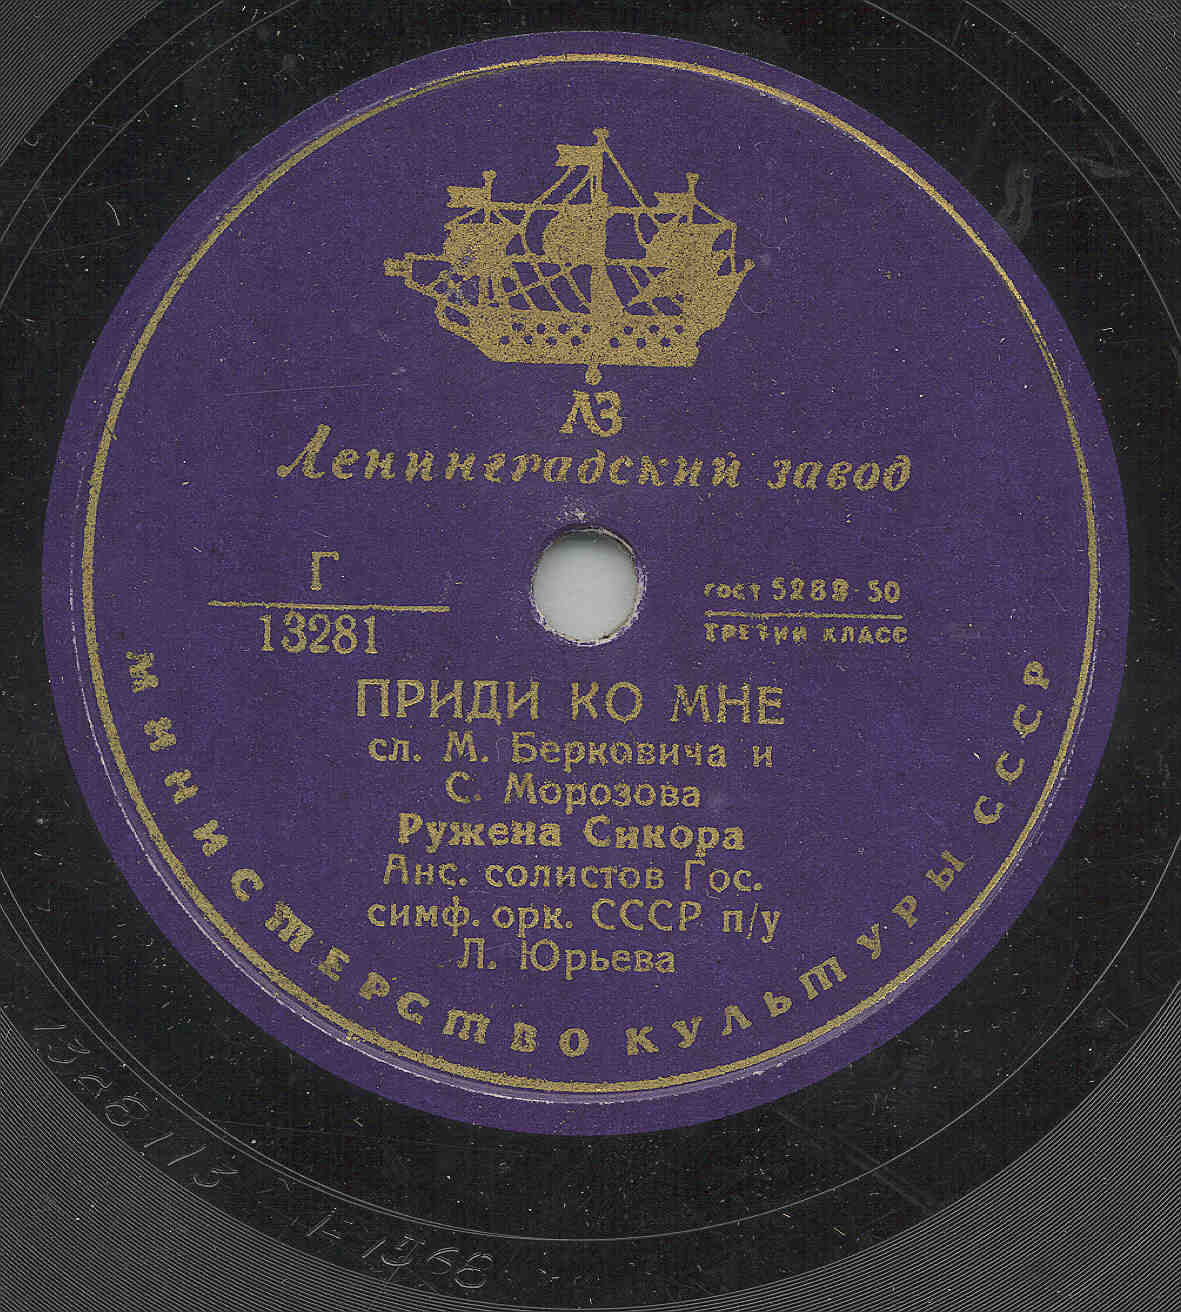 ЛЗ
Ленинградский завод
Г
13281
ГОСТ 5289-50
ТРЕТИЙ КЛАСС
ПРИДИ КО МНЕ
сл. М. Берковича и
С. Морозова
Ружена Сикора
Анс. солистов Гос.
симф. орк. СССР п/у
Л. Юрьева
МИНИСТЕРСТВО КУЛЬТУРЫ СССР